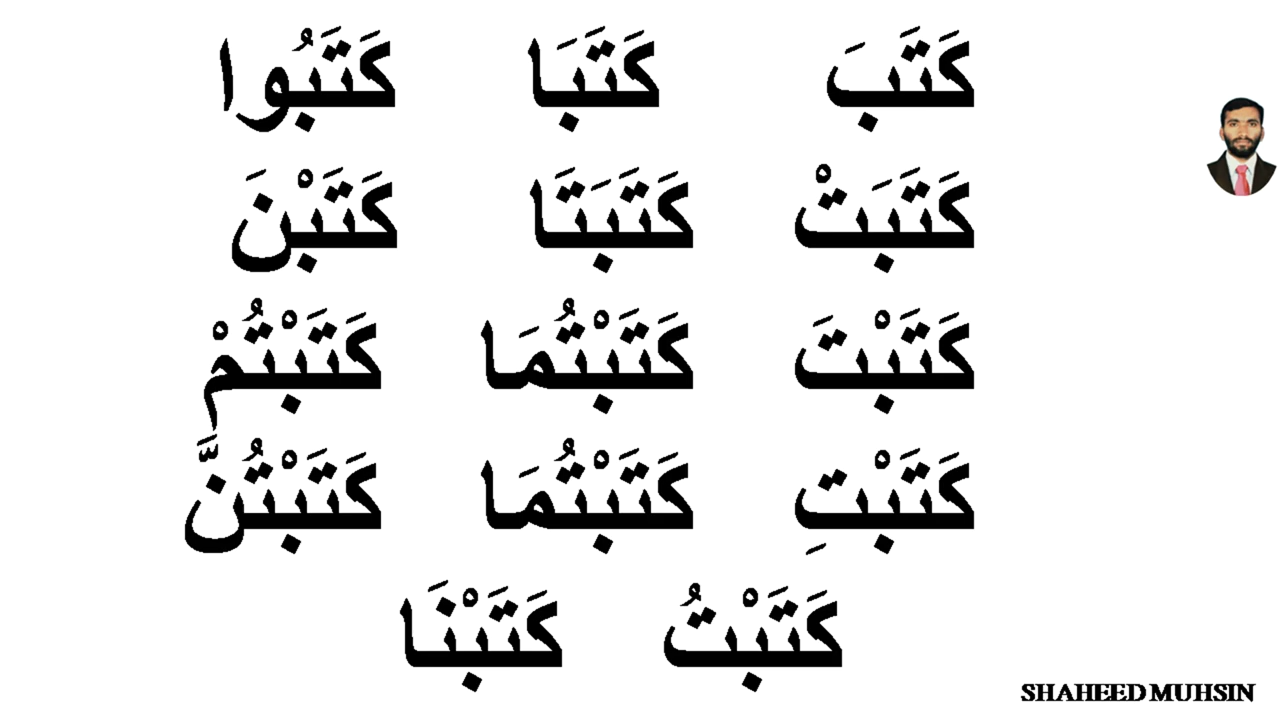 كَتَبَ كَتَبَا كَتَبُوا
كَتَبَتْ كَتَبَتَا كَتَبْنَ
كَتَبْتَ كَتَبْتُمَا كَتَبْتُمْ
كَتَبْتِ كَتَبْتُمَا كَتَبْتُنَّ
كَتَبْتُ كَتَبْنَا
SHAHEED MUHSIN